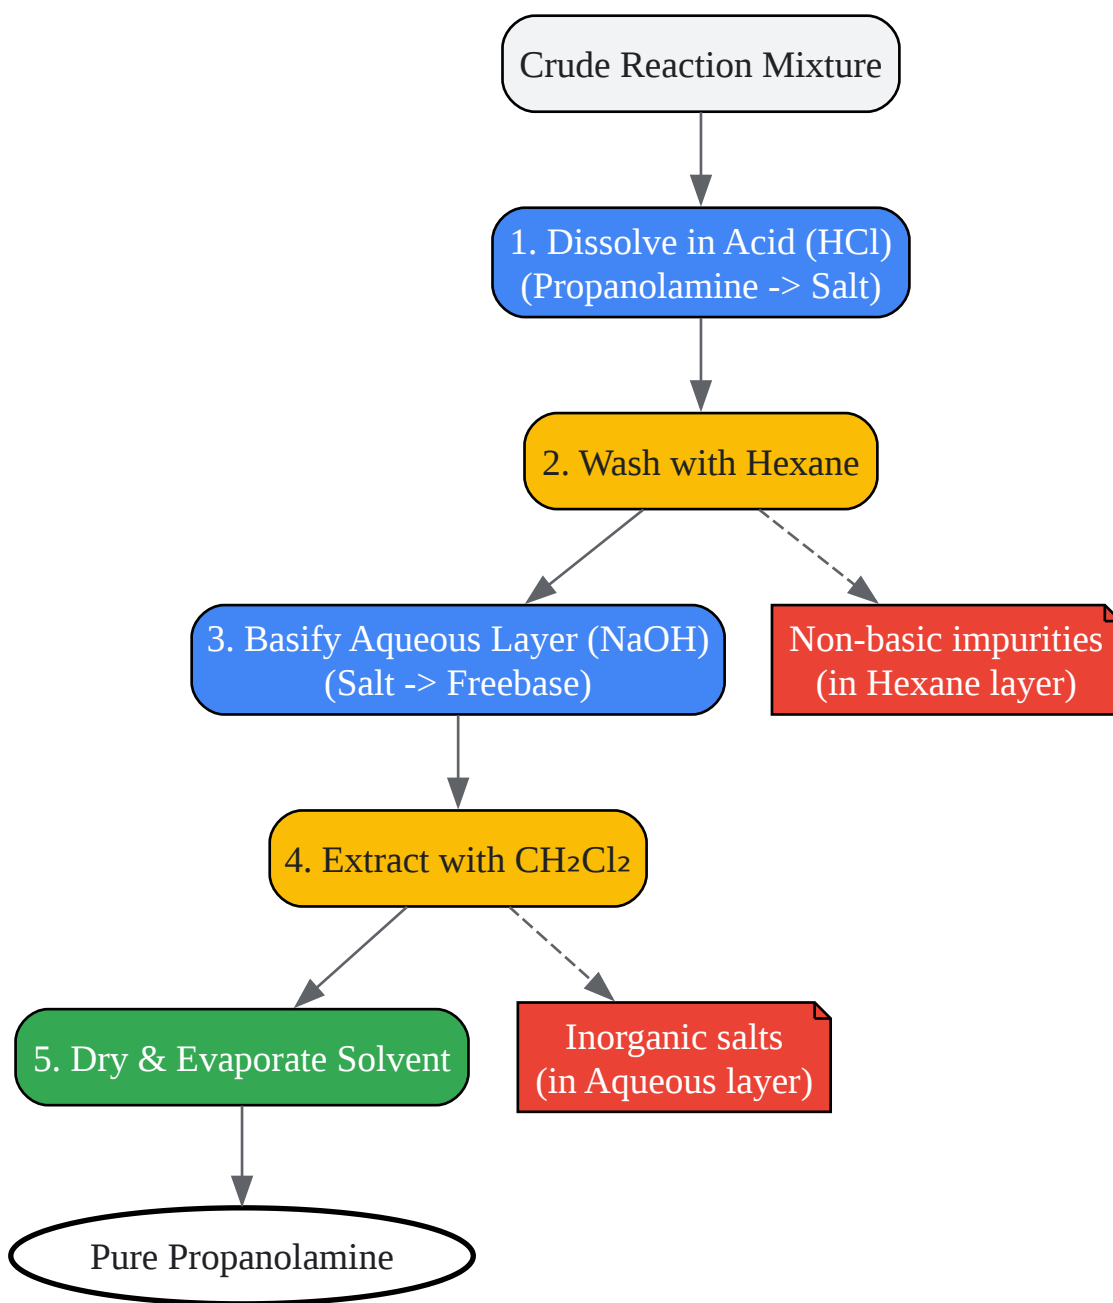 Crude Reaction Mixture
1. Dissolve in Acid (HCl)
(Propanolamine -> Salt)
2. Wash with Hexane
3. Basify Aqueous Layer (NaOH)
(Salt -> Freebase)
Non-basic impurities
(in Hexane layer)
4. Extract with CH₂Cl₂
5. Dry & Evaporate Solvent
Inorganic salts
(in Aqueous layer)
Pure Propanolamine